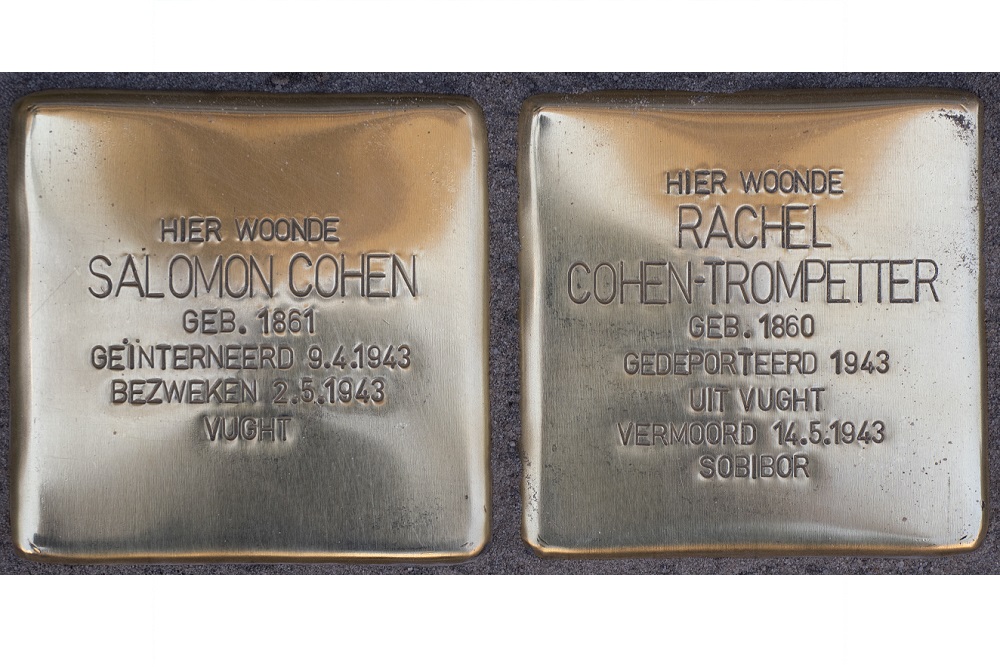 HIER WOONDE
SALOMON COHEN
GEB. 1861
GEÏNTERNEERD 9.4.1943
BEZWEKEN 2.5.1943
VUGHT
HIER WOONDE
RACHEL
COHEN-TROMPETTER
GEB. 1860
GEDEPORTEERD 1943
UIT VUGHT
VERMOORD 14.5.1943
SOBIBOR